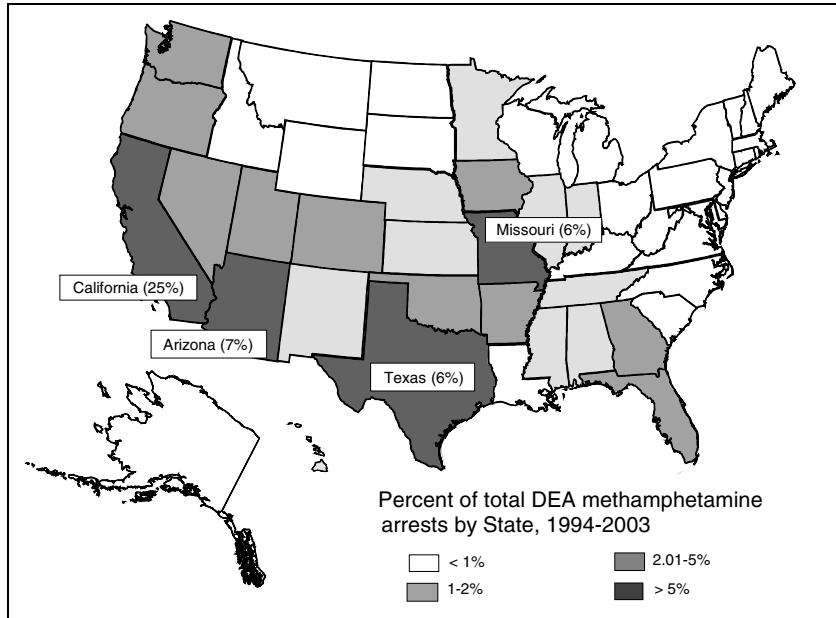 Missouri (6%)
California (25%)
Arizona (7%)
Texas (6%)
Percent of total DEA methamphetamine
arrests by State, 1994-2003
< 1%
2.01-5%
1-2%
> 5%